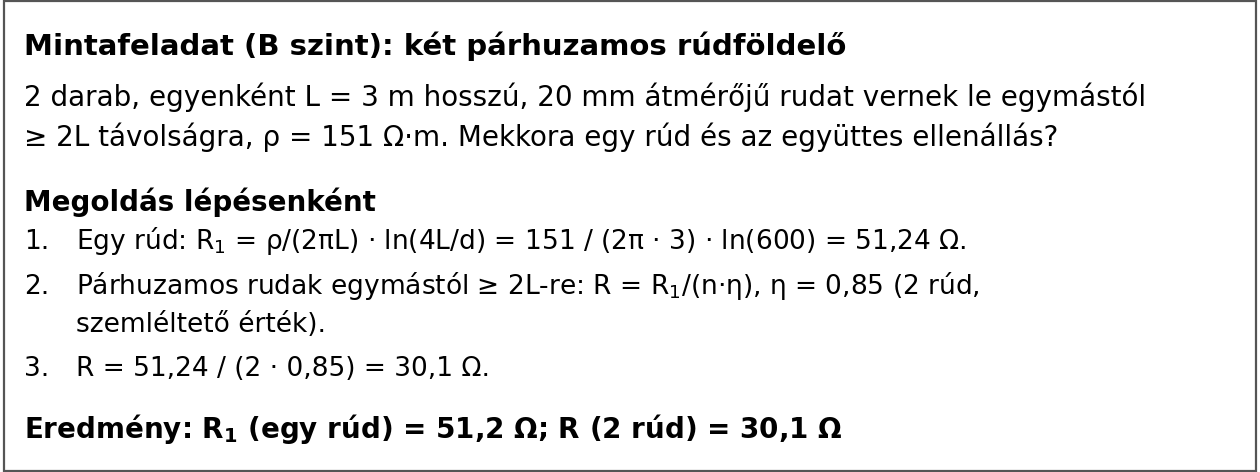 Mintafeladat (B szint): két párhuzamos rúdföldelő
2 darab, egyenként L = 3 m hosszú, 20 mm átmérőjű rudat vernek le egymástól
≥ 2L távolságra, ρ = 151 Ω·m. Mekkora egy rúd és az együttes ellenállás?
Megoldás lépésenként
1. Egy rúd: R₁ = ρ/(2πL) · ln(4L/d) = 151 / (2π · 3) · ln(600) = 51,24 Ω.
2. Párhuzamos rudak egymástól ≥ 2L-re: R = R₁/(n·η), η = 0,85 (2 rúd,
szemléltető érték).
3. R = 51,24 / (2 · 0,85) = 30,1 Ω.
Eredmény: R₁ (egy rúd) = 51,2 Ω; R (2 rúd) = 30,1 Ω